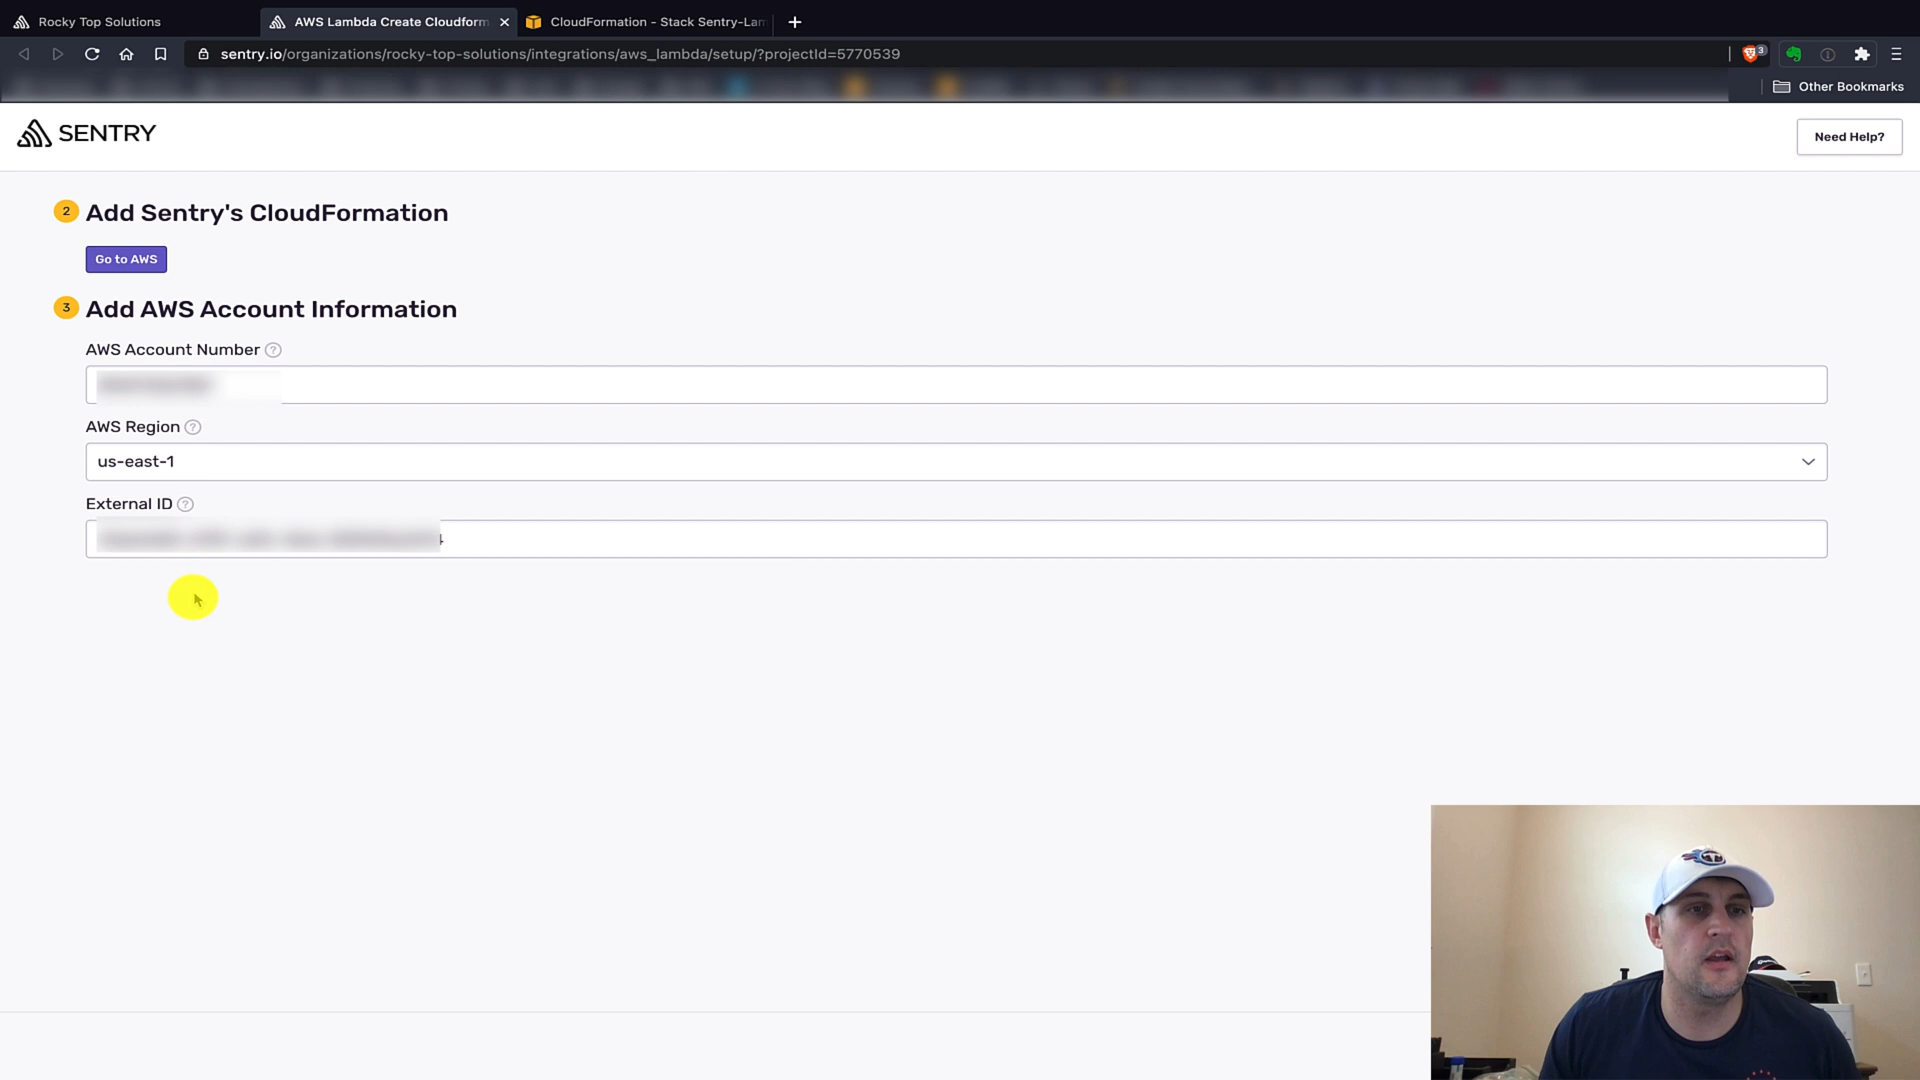 Rocky Top Solutions
AWS Lambda Create Cloudform
CloudFormation - Stack Sentry-Lam
sentry.io/organizations/rocky-top-solutions/integrations/aws_lambda/setup/?projectId=5770539
3
Other Bookmarks
SENTRY
Need Help?
2 Add Sentry's CloudFormation
Go to AWS
3 Add AWS Account Information
AWS Account Number ?
AWS Region ?
us-east-1
External ID ?